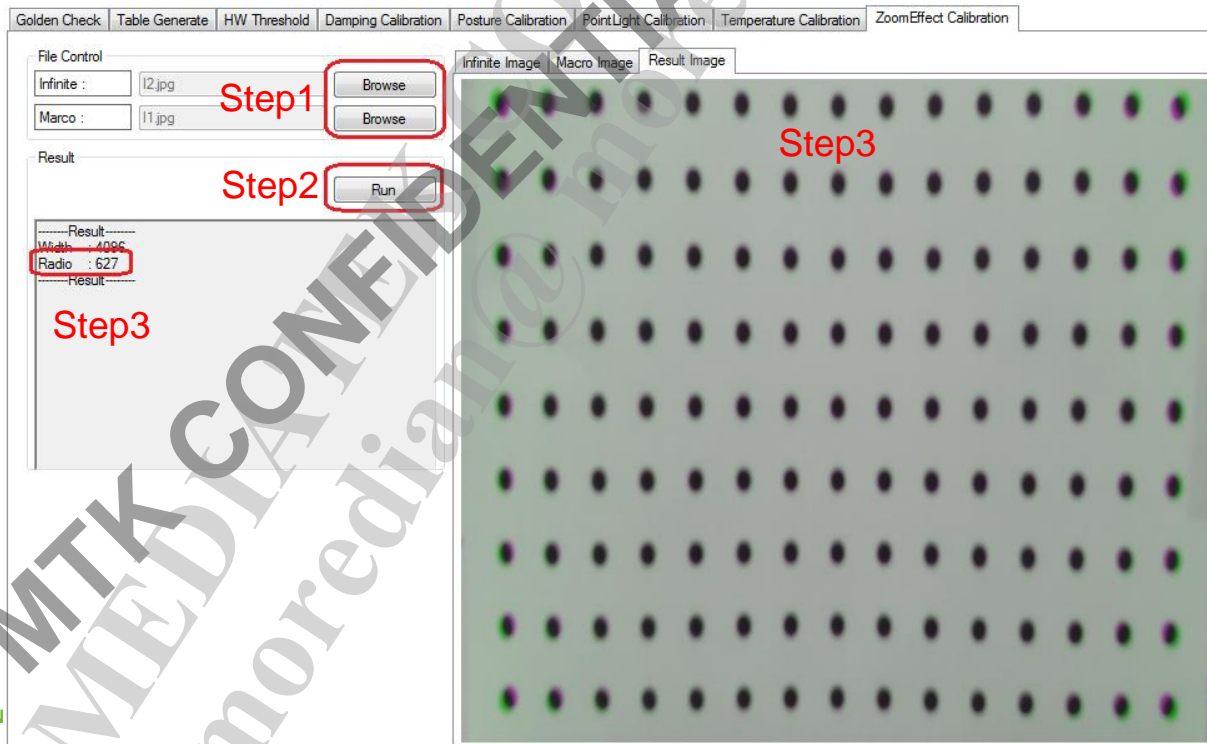 Golden Check Table Generate HW Threshold Damping Calibration Posture Calibration PointLight Calibration Temperature Calibration ZoomEffect Calibration
File Control
Infinite : I2.jpg Browse
Step1
Marco : I1.jpg Browse
Result
Step2 Run
--------Result--------
Width : 4096
Radio : 627
--------Result--------
Step3
Infinite Image Macro Image Result Image
Step3
MTK CONFIDENTIA